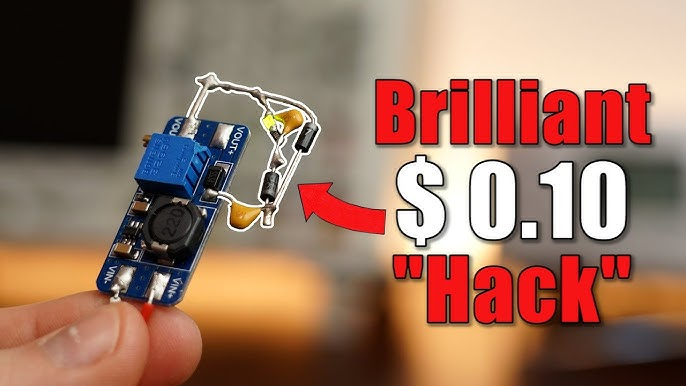 Brilliant
$ 0.10
"Hack"
VOUT-
VOUT+
220
VIN-
VIN+